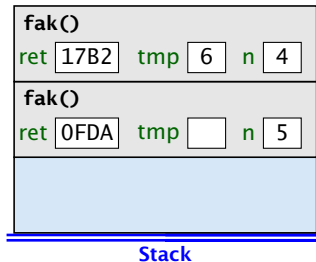 fak()
ret 17B2 tmp 6 n 4
fak()
ret 0FDA tmp n 5
Stack